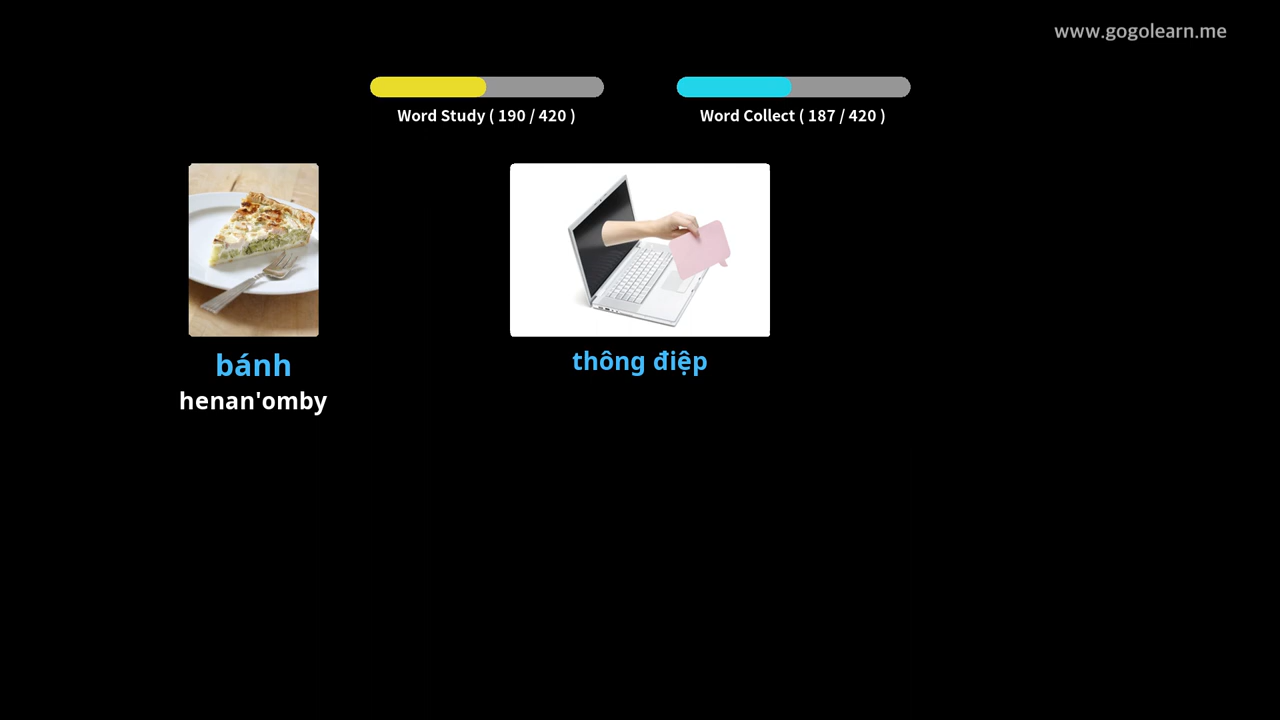 www.gogolearn.me
Word Study ( 190 / 420 )
Word Collect ( 187 / 420 )
bánh
henan'omby
thông điệp